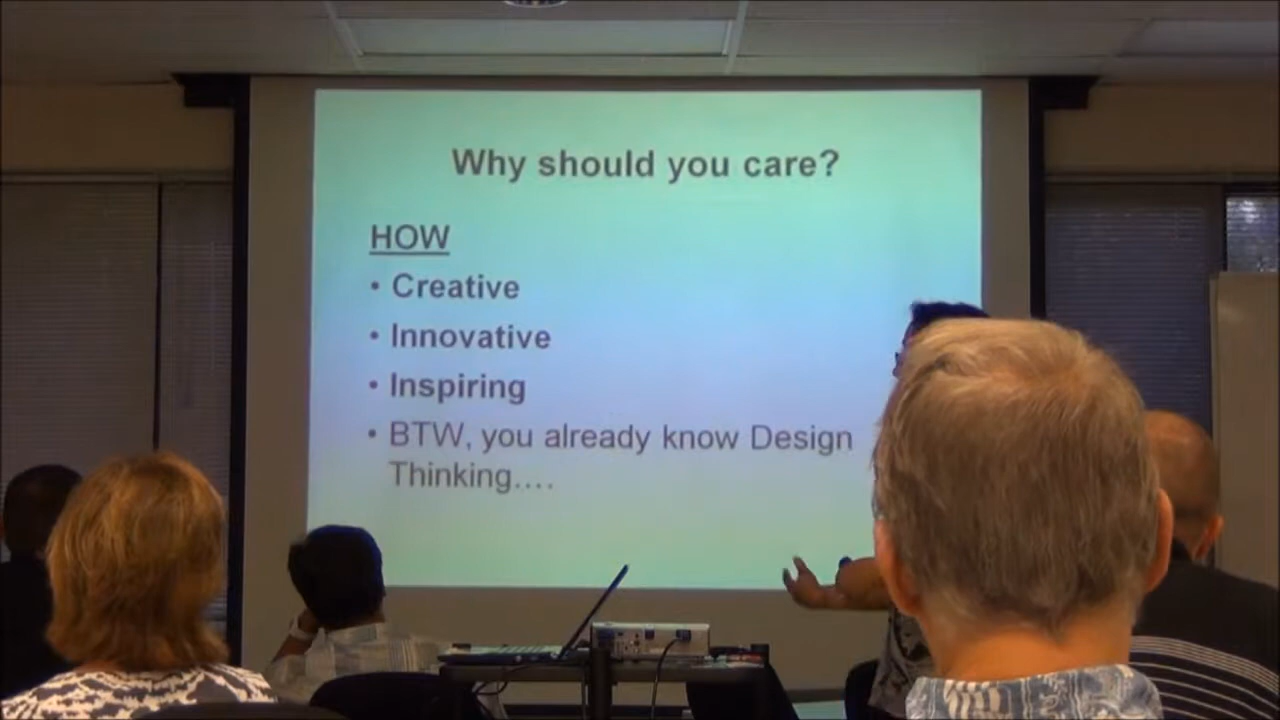 Why should you care?
HOW
• Creative
• Innovative
• Inspiring
• BTW, you already know Design
Thinking....